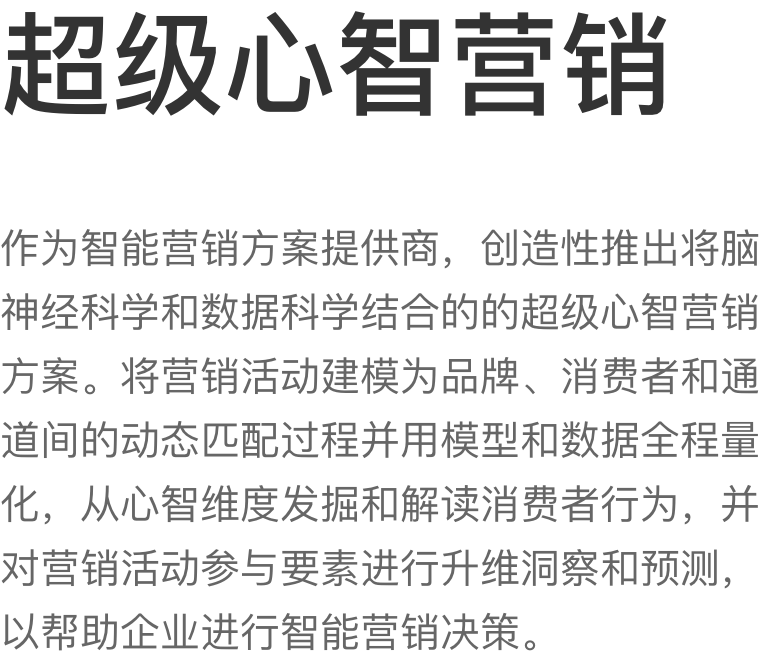 超级心智营销
作为智能营销方案提供商，创造性推出将脑
神经科学和数据科学结合的的超级心智营销
方案。将营销活动建模为品牌、消费者和通
道间的动态匹配过程并用模型和数据全程量
化，从心智维度发掘和解读消费者行为，并
对营销活动参与要素进行升维洞察和预测，
以帮助企业进行智能营销决策。